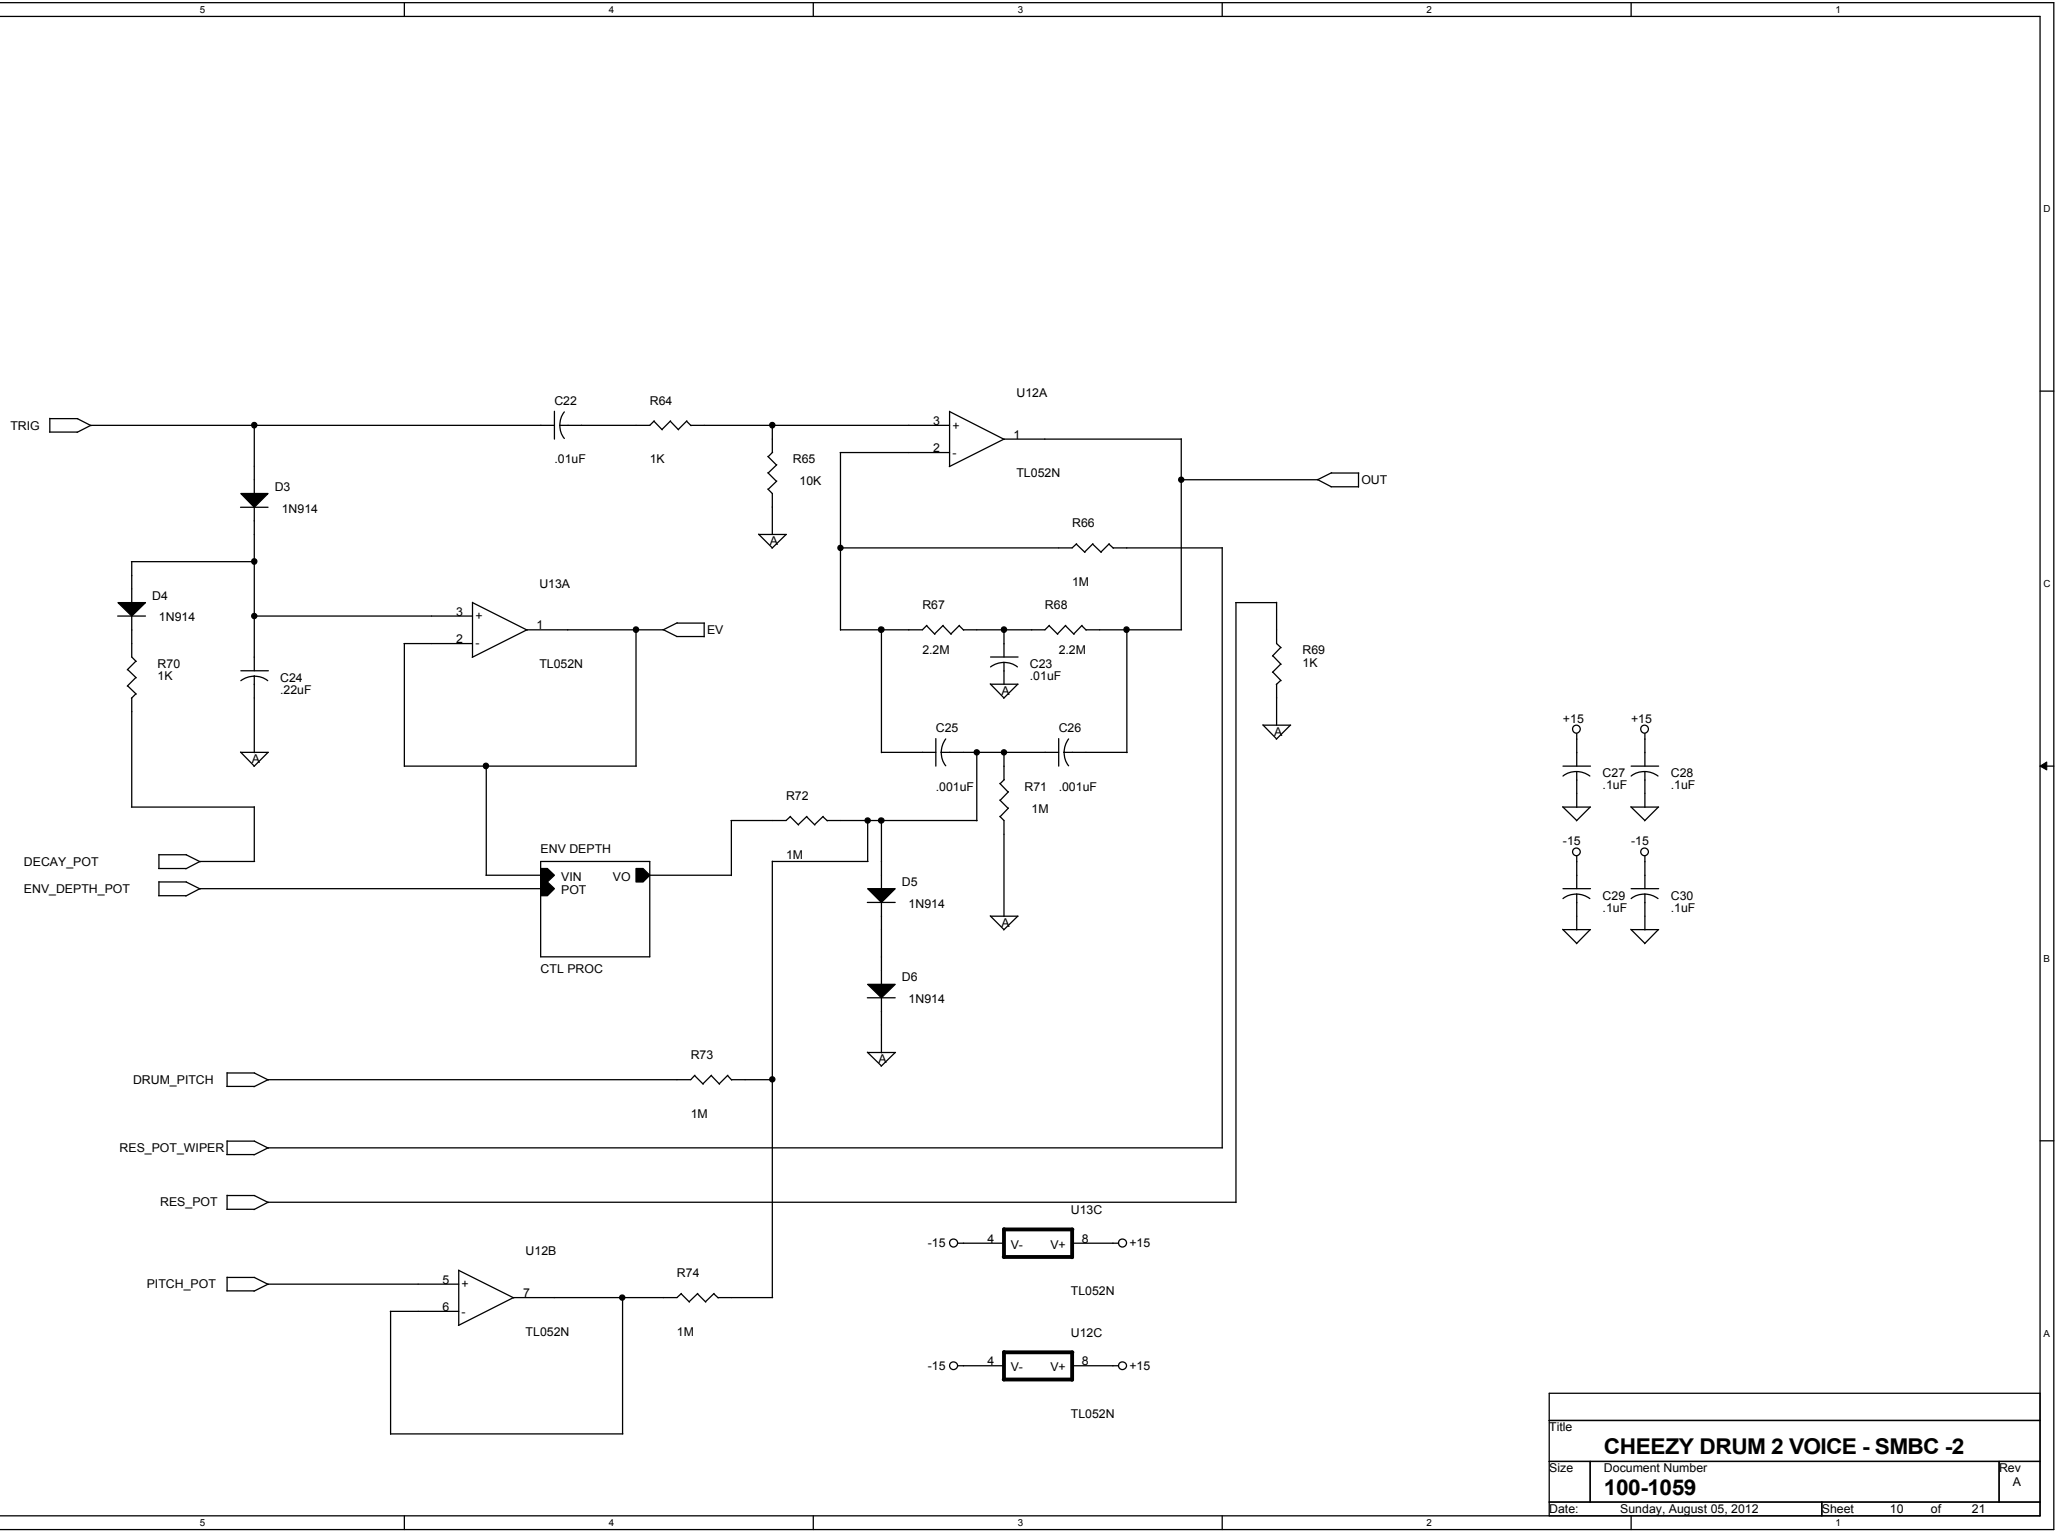 5 4 3 2 1
D
C
B
A
U12A
C22 R64
TRIG
3 + 1
2 -
.01uF 1K
R65
10K
TL052N
OUT
D3
1N914
R66
1M
U13A
D4
1N914
3 + 1
2 -
EV
TL052N
R67 R68
2.2M 2.2M
C23
.01uF
A
R69
1K
R70
1K
C24
.22uF
A
A
A
C25 C26
.001uF .001uF
R71
1M
A
R72
1M
+15 +15
C27
.1uF
C28
.1uF
-15 -15
C29
.1uF
C30
.1uF
DECAY_POT
ENV_DEPTH_POT
ENV DEPTH
VIN VO
POT
CTL PROC
D5
1N914
D6
1N914
A
R73
1M
DRUM_PITCH
RES_POT_WIPER
RES_POT
U13C
-15 4 V- V+ 8 +15
TL052N
U12B
PITCH_POT
5 + 7
6 -
TL052N
R74
1M
U12C
-15 4 V- V+ 8 +15
TL052N
Title
CHEEZY DRUM 2 VOICE - SMBC -2
Size Document Number Rev
100-1059 A
Date: Sunday, August 05, 2012 Sheet 10 of 21
5 4 3 2 1